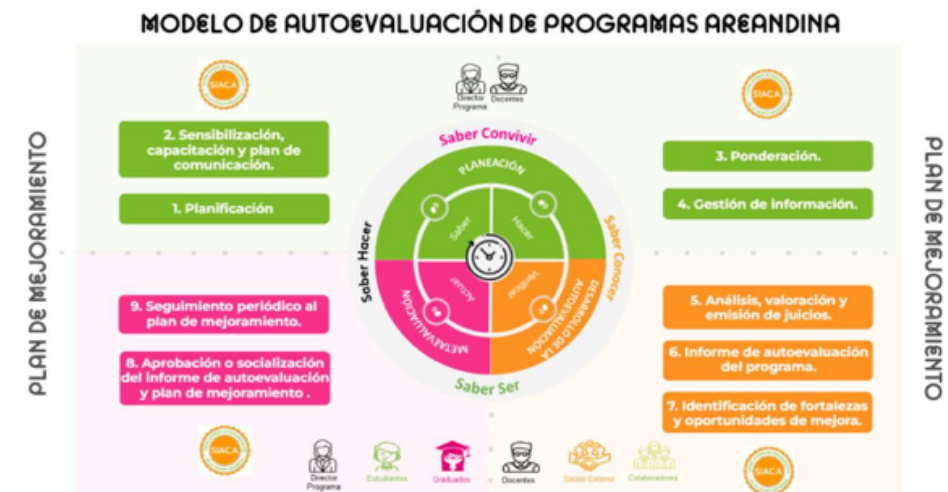 MODELO DE AUTOEVALUACIÓN DE PROGRAMAS AREANDINA
PLAN DE MEJORAMIENTO
SIACA
2. Sensibilización,
capacitación y plan de
comunicación.
1. Planificación
Director
Programa
Docentes
SIACA
3. Ponderación.
4. Gestión de información.
Saber Convivir
Saber Hacer
Saber Conocer
Saber Ser
PLANEACIÓN
DESARROLLO DE LA
AUTOEVALUACIÓN
METAEVALUACIÓN
Saber
Hacer
Verificar
Actuar
9. Seguimiento periódico al
plan de mejoramiento.
8. Aprobación o socialización
del informe de autoevaluación
y plan de mejoramiento .
5. Análisis, valoración y
emisión de juicios.
6. Informe de autoevaluación
del programa.
7. Identificación de fortalezas
y oportunidades de mejora.
SIACA
Director
Programa
Estudiantes
Graduados
Docentes
Sector Externo
Colaboradores
SIACA
PLAN DE MEJORAMIENTO